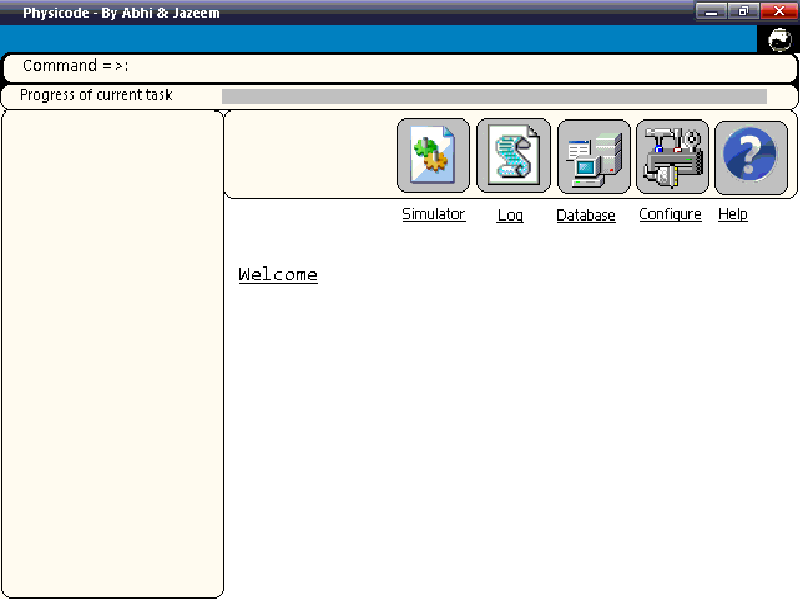 Physicode - By Abhi & Jazeem
Command =>:
Progress of current task
Simulator Log Database Configure Help
Welcome